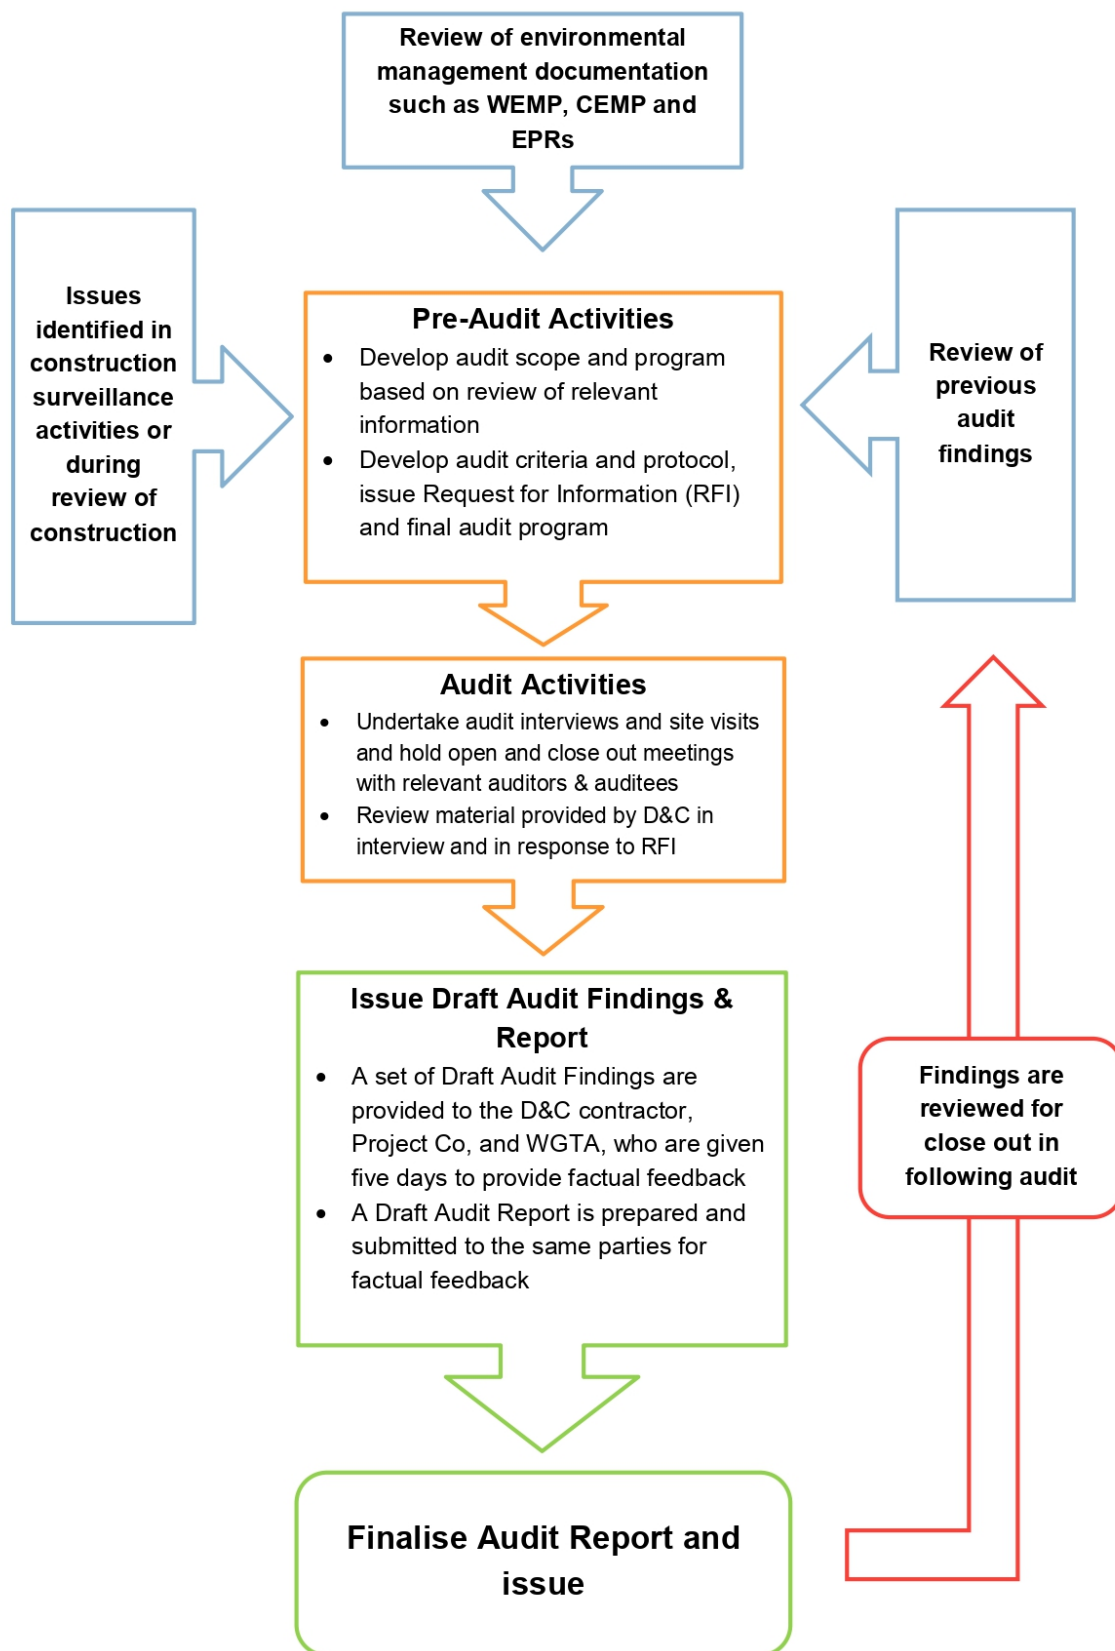 Review of environmental
management documentation
such as WEMP, CEMP and
EPRs
Issues
identified in
construction
surveillance
activities or
during
review of
construction
Pre-Audit Activities
• Develop audit scope and program
based on review of relevant
information
• Develop audit criteria and protocol,
issue Request for Information (RFI)
and final audit program
Review of
previous
audit
findings
Audit Activities
• Undertake audit interviews and site visits
and hold open and close out meetings
with relevant auditors & auditees
• Review material provided by D&C in
interview and in response to RFI
Issue Draft Audit Findings &
Report
• A set of Draft Audit Findings are
provided to the D&C contractor,
Project Co, and WGTA, who are given
five days to provide factual feedback
• A Draft Audit Report is prepared and
submitted to the same parties for
factual feedback
Findings are
reviewed for
close out in
following audit
Finalise Audit Report and
issue